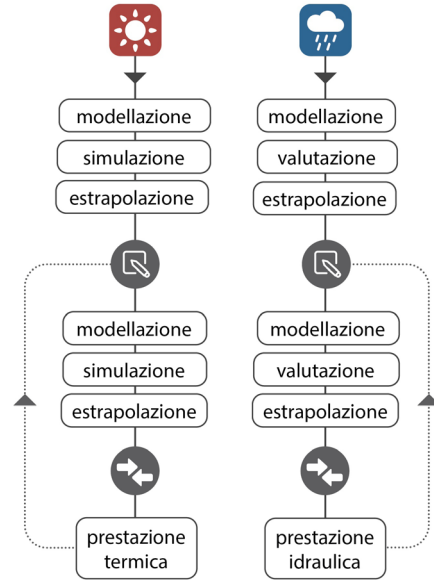 modellazione
simulazione
estrapolazione
modellazione
simulazione
estrapolazione
prestazione
termica
modellazione
valutazione
estrapolazione
modellazione
valutazione
estrapolazione
prestazione
idraulica